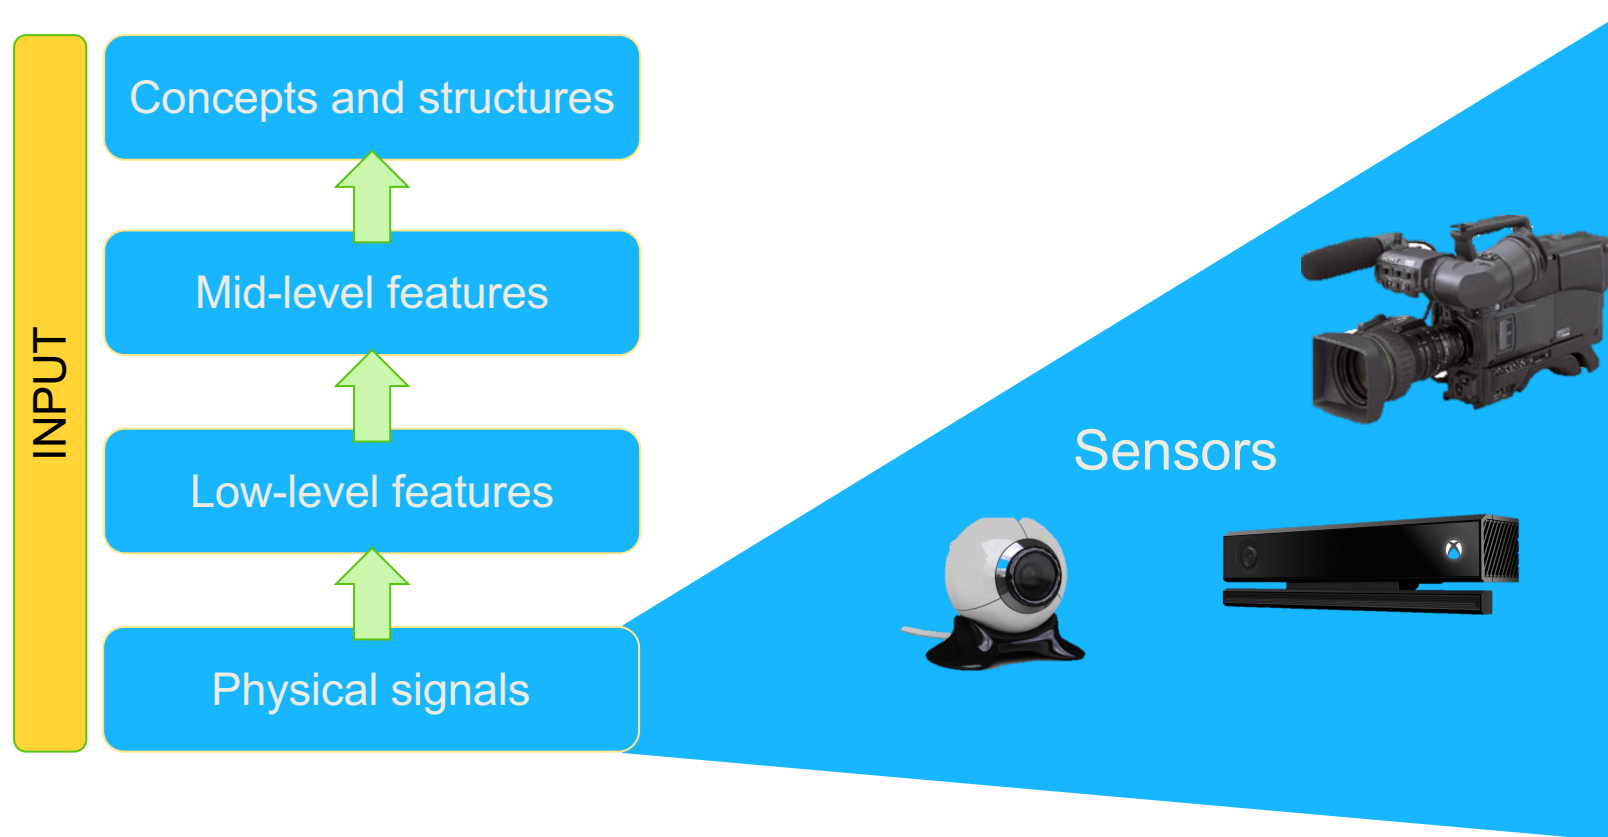 INPUT
Concepts and structures
Mid-level features
Low-level features
Physical signals
Sensors